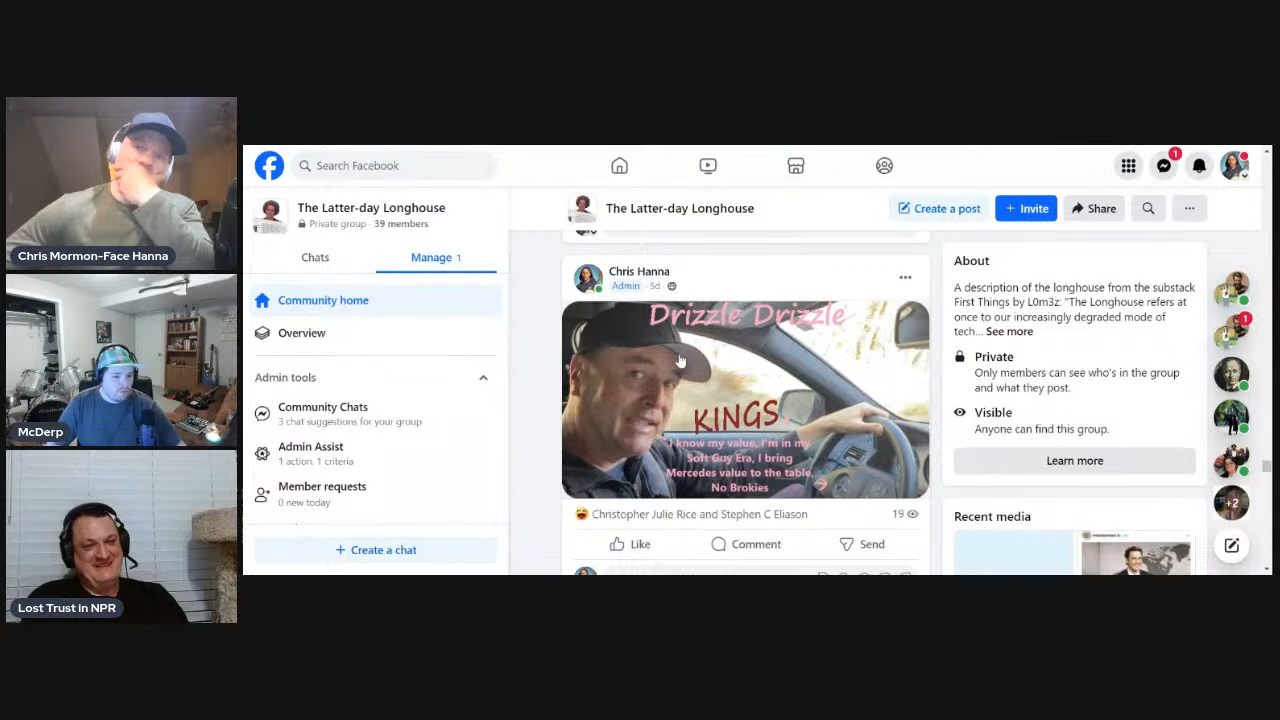 Chris Mormon-Face Hanna
McDerp
Lost Trust in NPR
Search Facebook
1
The Latter-day Longhouse
Private group · 39 members
Chats
Manage 1
Community home
Overview
Admin tools
Community Chats
3 chat suggestions for your group
Admin Assist
1 action, 1 criteria
Member requests
0 new today
+ Create a chat
The Latter-day Longhouse
Create a post
+ Invite
Share
Chris Hanna
Admin · 5d ·
Drizzle Drizzle
KINGS
I know my value, I'm in my
Soft Guy Era, I bring
Mercedes value to the table,
No Brokies
Christopher Julie Rice and Stephen C Eliason
19
Like
Comment
Send
About
A description of the longhouse from the substack
First Things by L0m3z: "The Longhouse refers at
once to our increasingly degraded mode of
tech... See more
Private
Only members can see who's in the group
and what they post.
Visible
Anyone can find this group.
Learn more
Recent media
1
+2